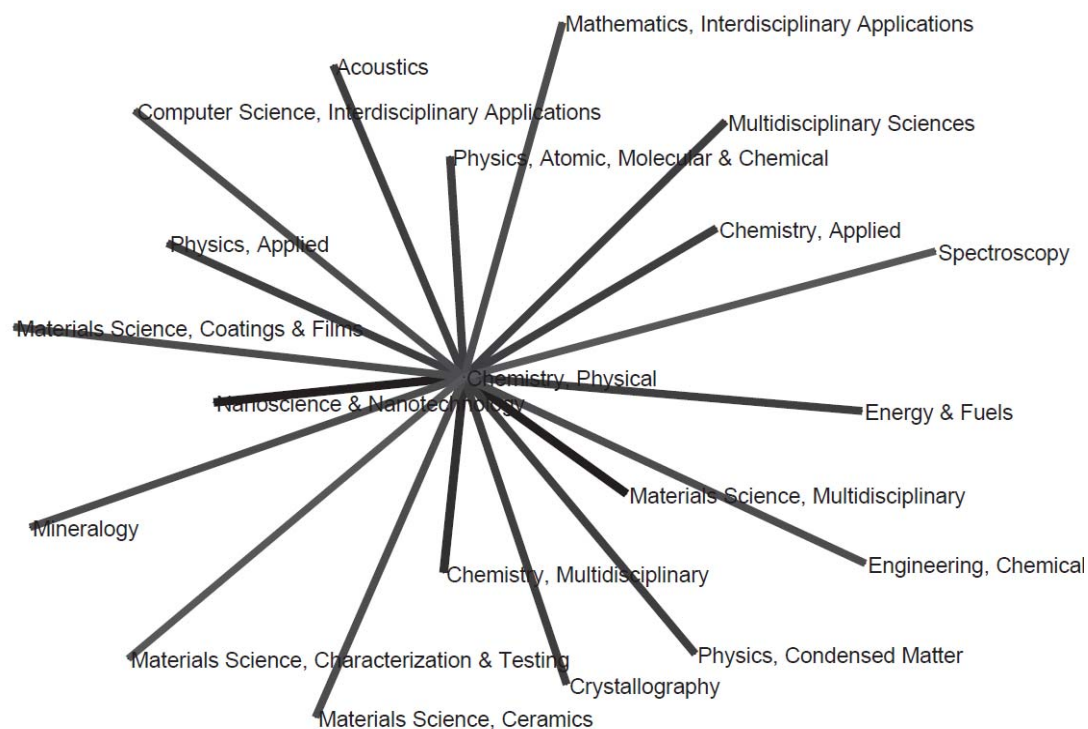 Mathematics, Interdisciplinary Applications
Acoustics
Computer Science, Interdisciplinary Applications
Multidisciplinary Sciences
Physics, Atomic, Molecular & Chemical
Chemistry, Applied
Physics, Applied
Spectroscopy
Materials Science, Coatings & Films
Chemistry, Physical
Nanoscience & Nanotechnology
Energy & Fuels
Materials Science, Multidisciplinary
Mineralogy
Engineering, Chemical
Chemistry, Multidisciplinary
Physics, Condensed Matter
Materials Science, Characterization & Testing
Crystallography
Materials Science, Ceramics